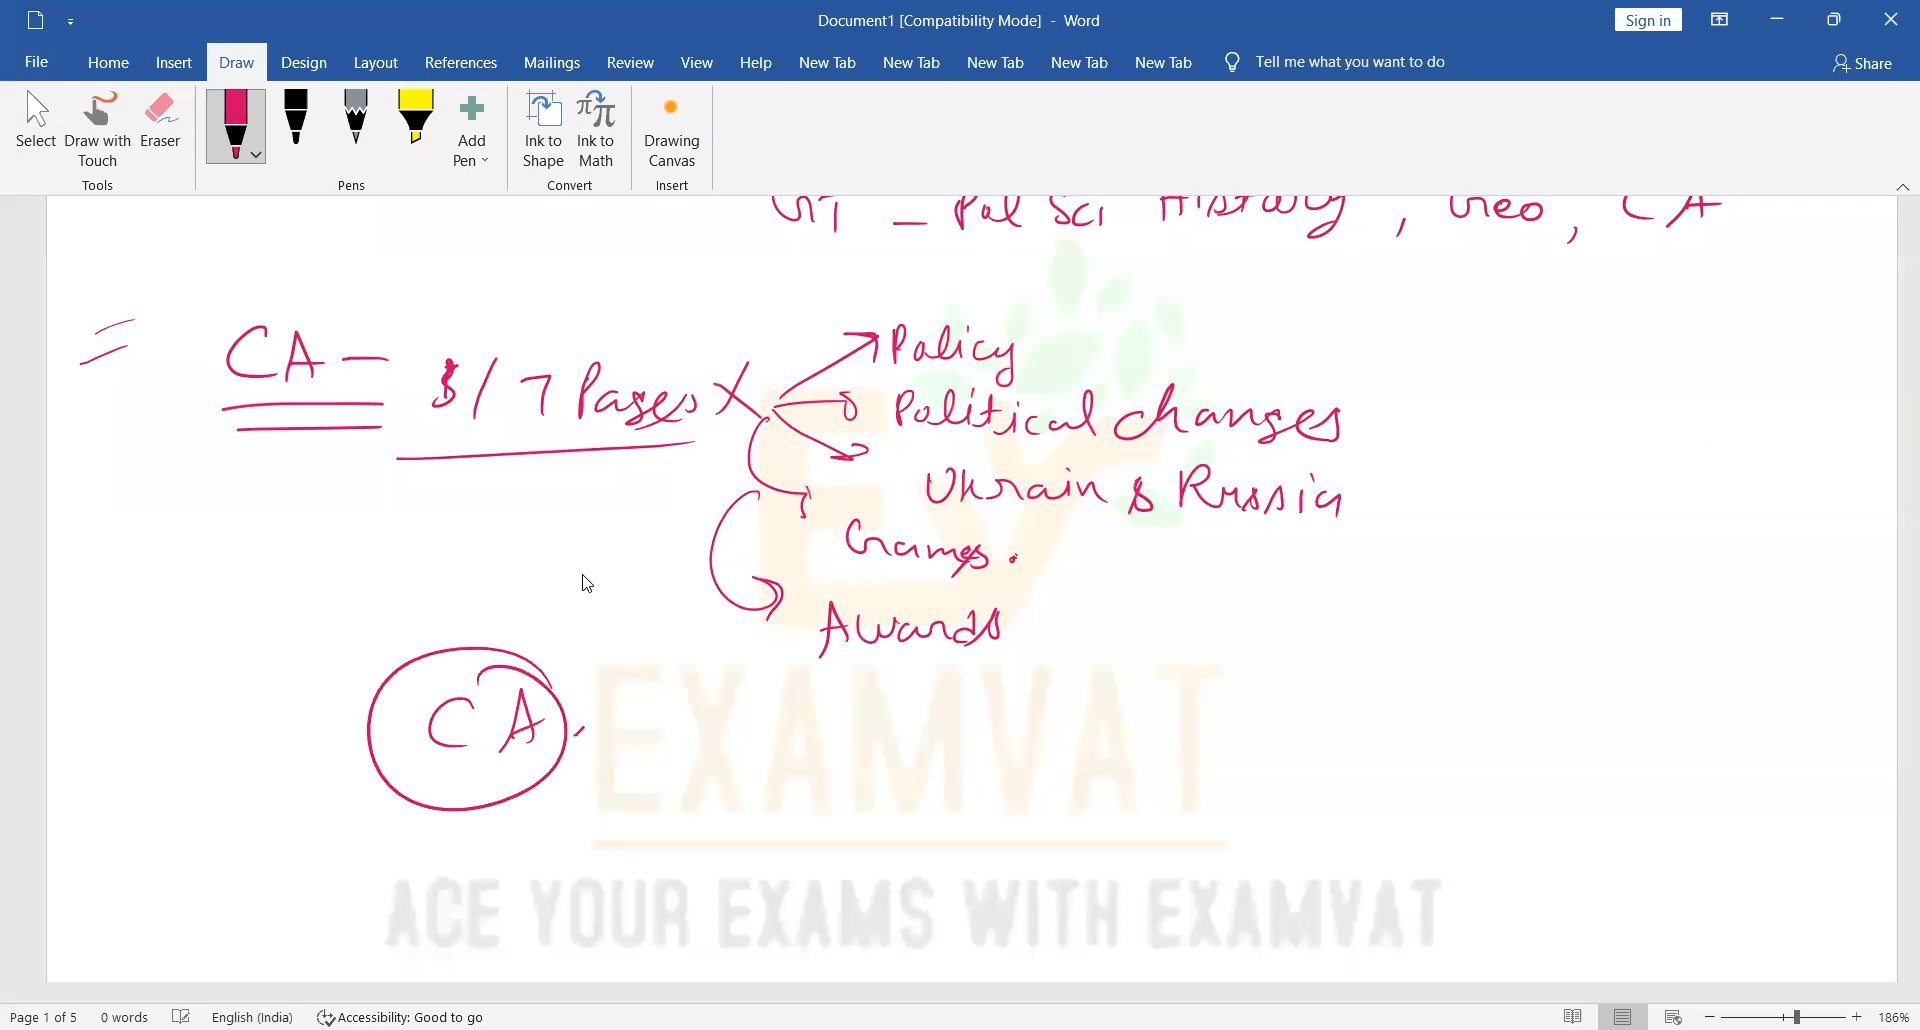 Document1 [Compatibility Mode] - Word
Sign in
File Home Insert Draw Design Layout References Mailings Review View Help New Tab New Tab New Tab New Tab New Tab Tell me what you want to do Share
Select Draw with Touch Eraser Add Pen Ink to Shape Ink to Math Drawing Canvas
Tools Pens Convert Insert
Pol Sci History, Geo, CA
CA - 8/7 Pages
Policy
Political changes
Ukrain & Russia
Games.
Awards
CA
EV
EXAMVAT
ACE YOUR EXAMS WITH EXAMVAT
Page 1 of 5 0 words English (India) Accessibility: Good to go 186%